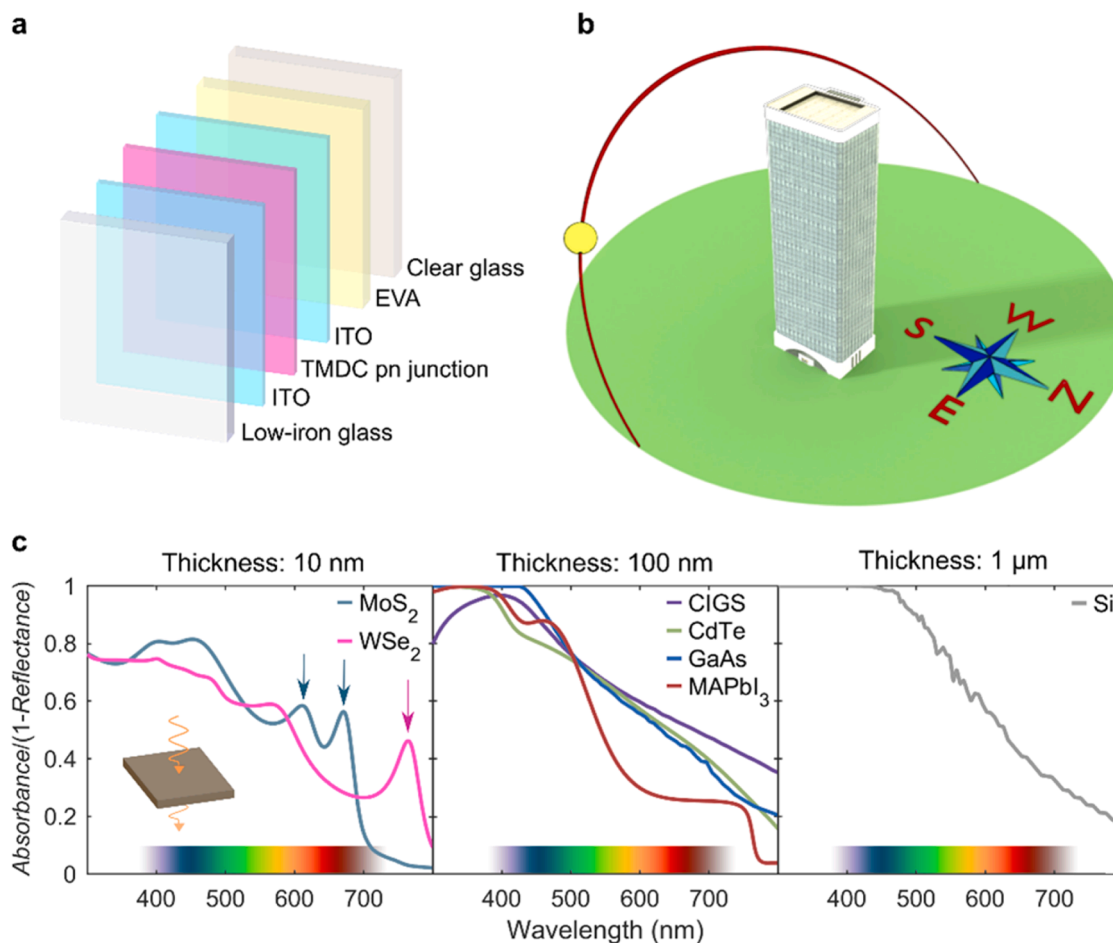 a
Clear glass
EVA
ITO
TMDC pn junction
ITO
Low-iron glass
b
S
W
E
N
c
Thickness: 10 nm
Thickness: 100 nm
Thickness: 1 µm
Absorbance/(1-Reflectance)
1
0.8
0.6
0.4
0.2
0
MoS2
WSe2
CIGS
CdTe
GaAs
MAPbI3
3
Si
400 500 600 700
400 500 600 700
400 500 600 700
Wavelength (nm)